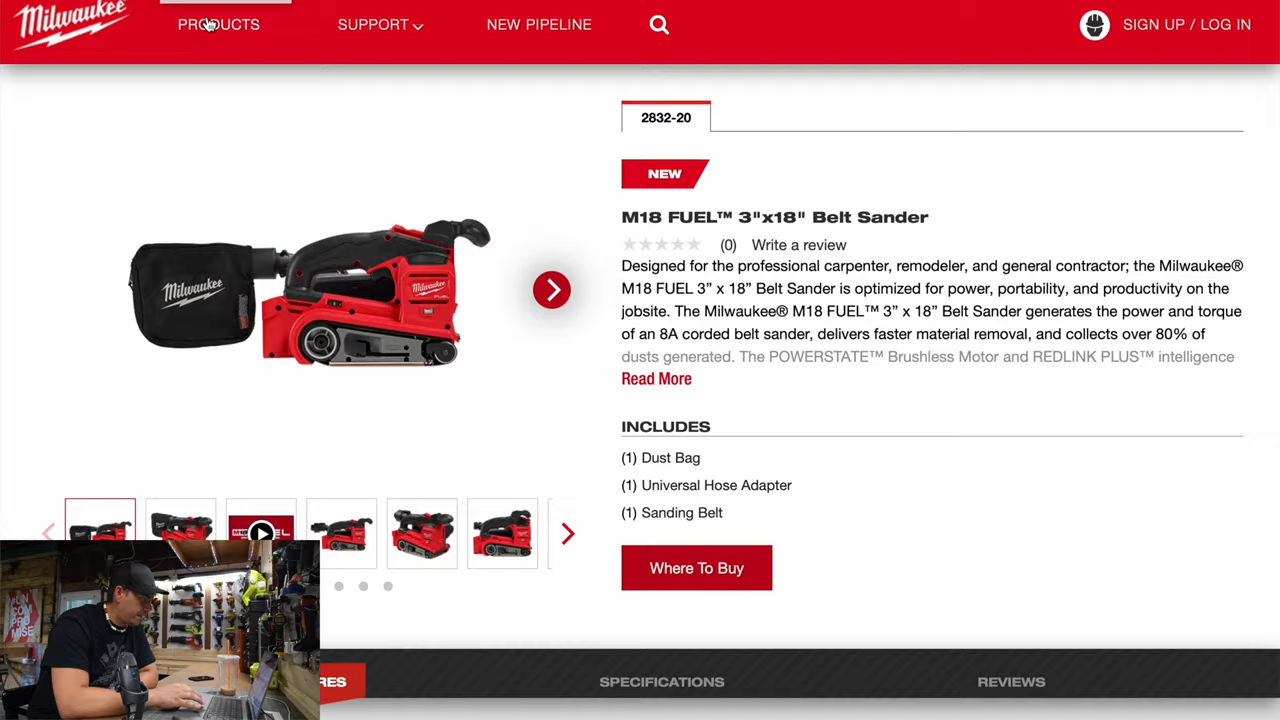 Milwaukee
PRODUCTS
SUPPORT
NEW PIPELINE
SIGN UP / LOG IN
2832-20
NEW
M18 FUEL™ 3"x18" Belt Sander
(0) Write a review
Designed for the professional carpenter, remodeler, and general contractor; the Milwaukee®
M18 FUEL 3” x 18” Belt Sander is optimized for power, portability, and productivity on the
jobsite. The Milwaukee® M18 FUEL™ 3” x 18” Belt Sander generates the power and torque
of an 8A corded belt sander, delivers faster material removal, and collects over 80% of
dusts generated. The POWERSTATE™ Brushless Motor and REDLINK PLUS™ intelligence
Read More
INCLUDES
(1) Dust Bag
(1) Universal Hose Adapter
(1) Sanding Belt
Where To Buy
Milwaukee
Milwaukee
FUEL
RES
SPECIFICATIONS
REVIEWS